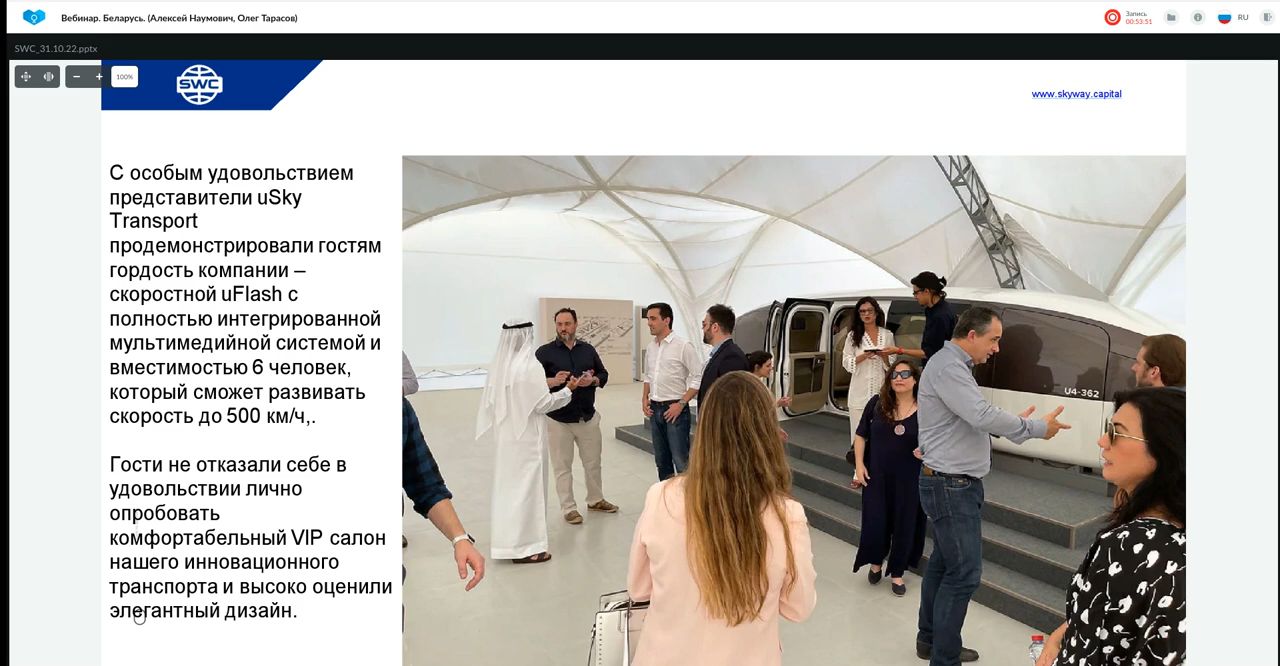 Вебинар. Беларусь. (Алексей Наумович, Олег Тарасов)
Запись
00:53:51
RU
SWC_31.10.22.pptx
100%
SWC
www.skyway.capital
С особым удовольствием
представители uSky
Transport
продемонстрировали гостям
гордость компании –
скоростной uFlash с
полностью интегрированной
мультимедийной системой и
вместимостью 6 человек,
который сможет развивать
скорость до 500 км/ч,.
Гости не отказали себе в
удовольствии лично
опробовать
комфортабельный VIP салон
нашего инновационного
транспорта и высоко оценили
элегантный дизайн.
U4-362